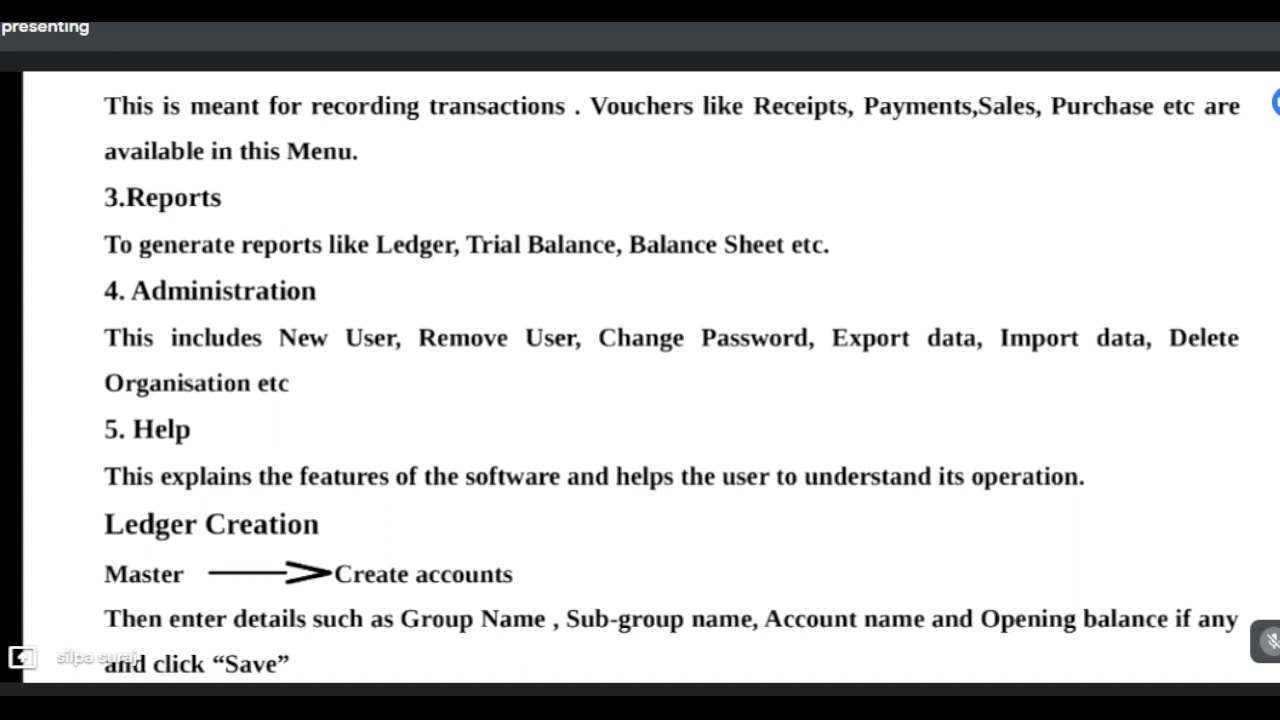 presenting
This is meant for recording transactions . Vouchers like Receipts, Payments,Sales, Purchase etc are
available in this Menu.
3.Reports
To generate reports like Ledger, Trial Balance, Balance Sheet etc.
4. Administration
This includes New User, Remove User, Change Password, Export data, Import data, Delete
Organisation etc
5. Help
This explains the features of the software and helps the user to understand its operation.
Ledger Creation
Master Create accounts
Then enter details such as Group Name , Sub-group name, Account name and Opening balance if any
and click “Save”
silpa suraj